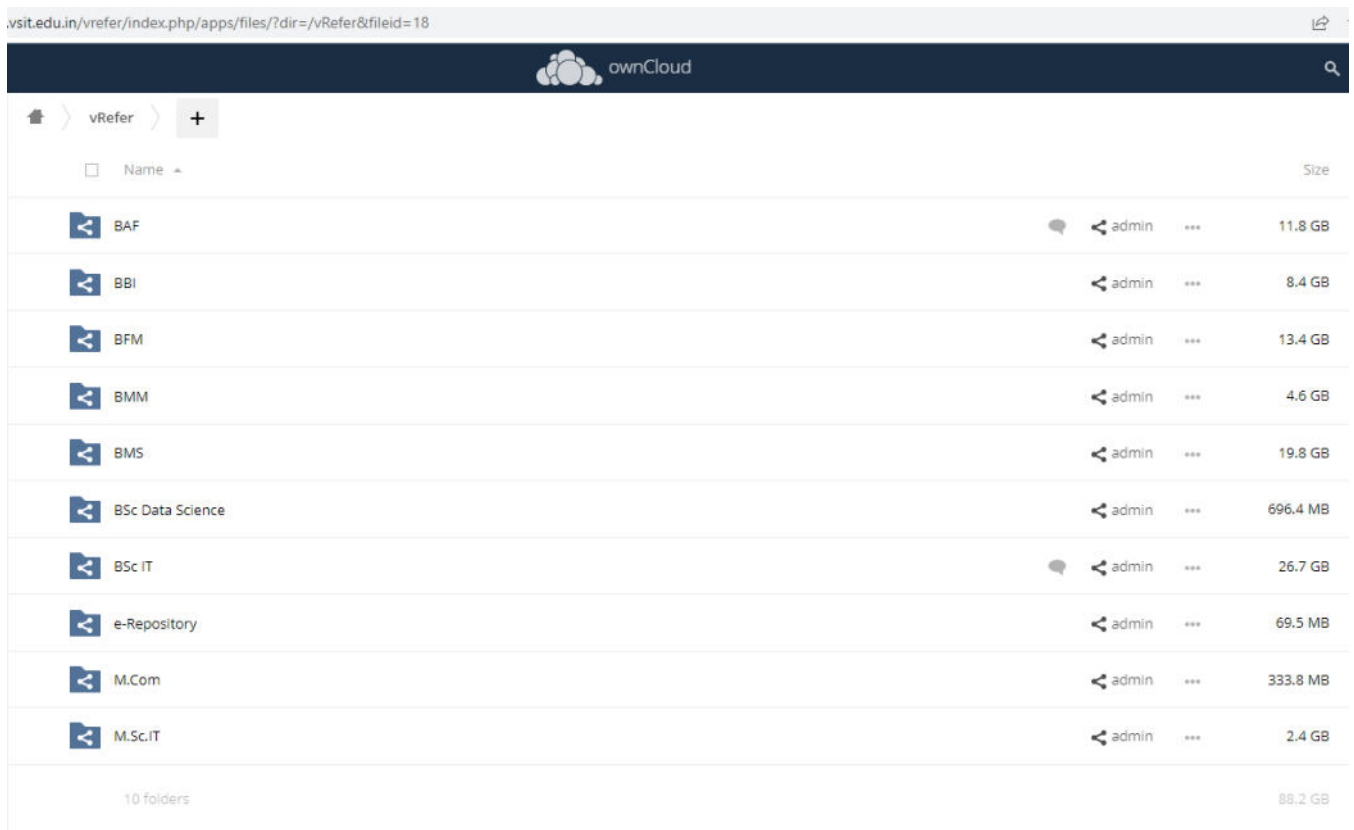 .vsit.edu.in/vrefer/index.php/apps/files/?dir=/vRefer&fileid=18
ownCloud
vRefer +
Name Size
BAF admin ... 11.8 GB
BBI admin ... 8.4 GB
BFM admin ... 13.4 GB
BMM admin ... 4.6 GB
BMS admin ... 19.8 GB
BSc Data Science admin ... 696.4 MB
BSc IT admin ... 26.7 GB
e-Repository admin ... 69.5 MB
M.Com admin ... 333.8 MB
M.Sc.IT admin ... 2.4 GB
10 folders 88.2 GB